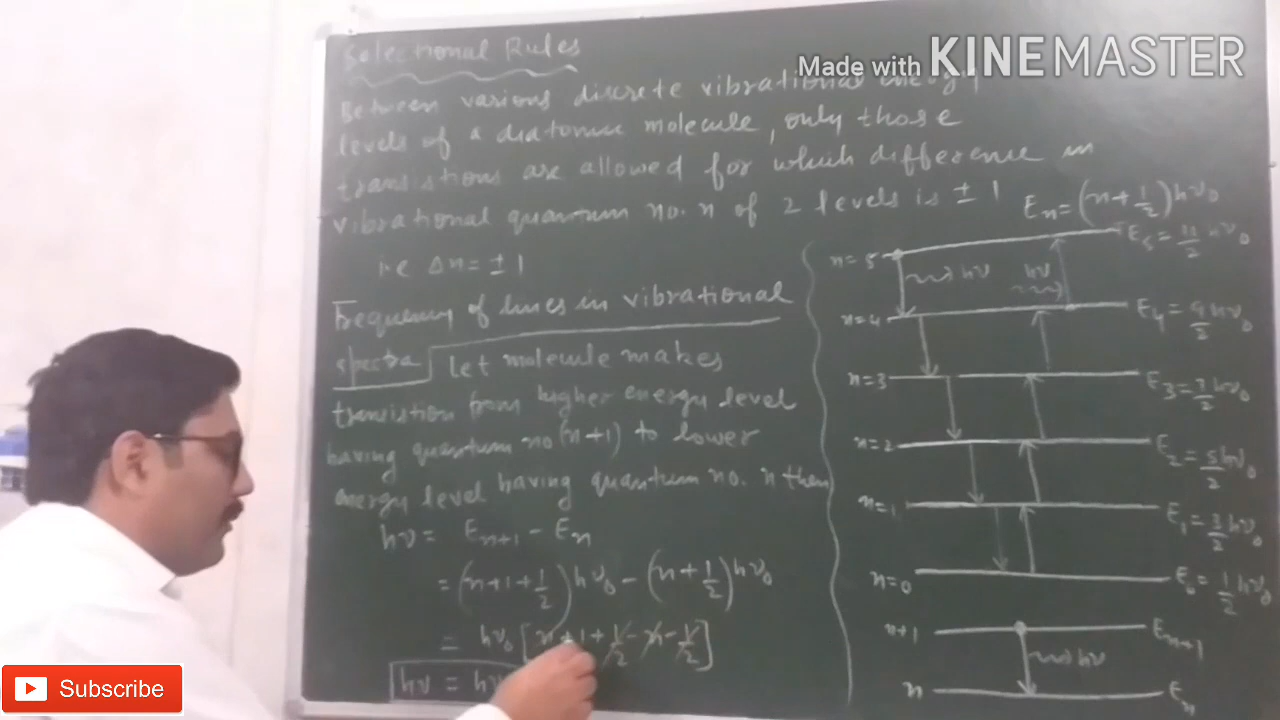 Selectional Rules
Made with KINEMASTER
Between various discrete vibrational energy
levels of a diatomic molecule, only those
transistions are allowed for which difference in
vibrational quantum no. n of 2 levels is ± 1
i.e Δn = ± 1
Frequency of lines in vibrational
spectra Let molecule makes
transistion from higher energy level
having quantum no (n+1) to lower
energy level having quantum no. n then
hν = En+1 - En
= (n+1+1/2) hν0 - (n+1/2) hν0
= hν0 [n+1+1/2-n-1/2]
hν = hν
En = (n+1/2) hν0
n=5 E5 = 11/2 hν0
hν hν
n=4 E4 = 9/2 hν0
n=3 E3 = 7/2 hν0
n=2 E2 = 5/2 hν0
n=1 E1 = 3/2 hν0
n=0 E0 = 1/2 hν0
n+1 En+1
hν
n En
Subscribe